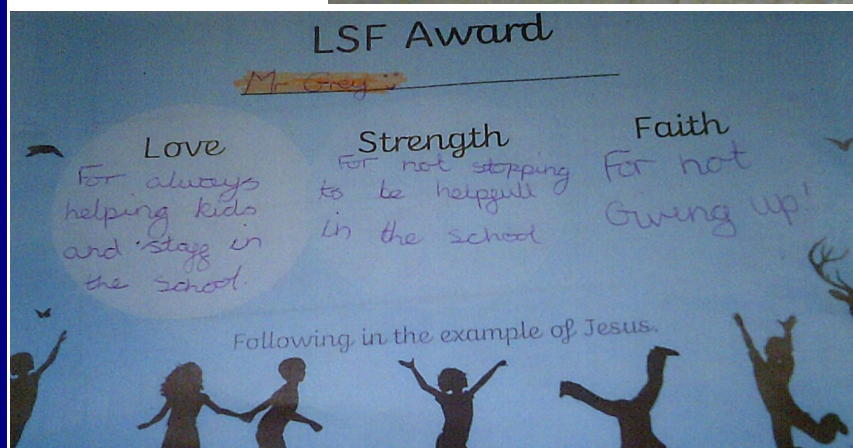 LSF Award
Mr Grey :)
Love
For always
helping kids
and staff in
the school.
Strength
For not stopping
to be helpfull
in the school
Faith
For not
Giving up!
Following in the example of Jesus.